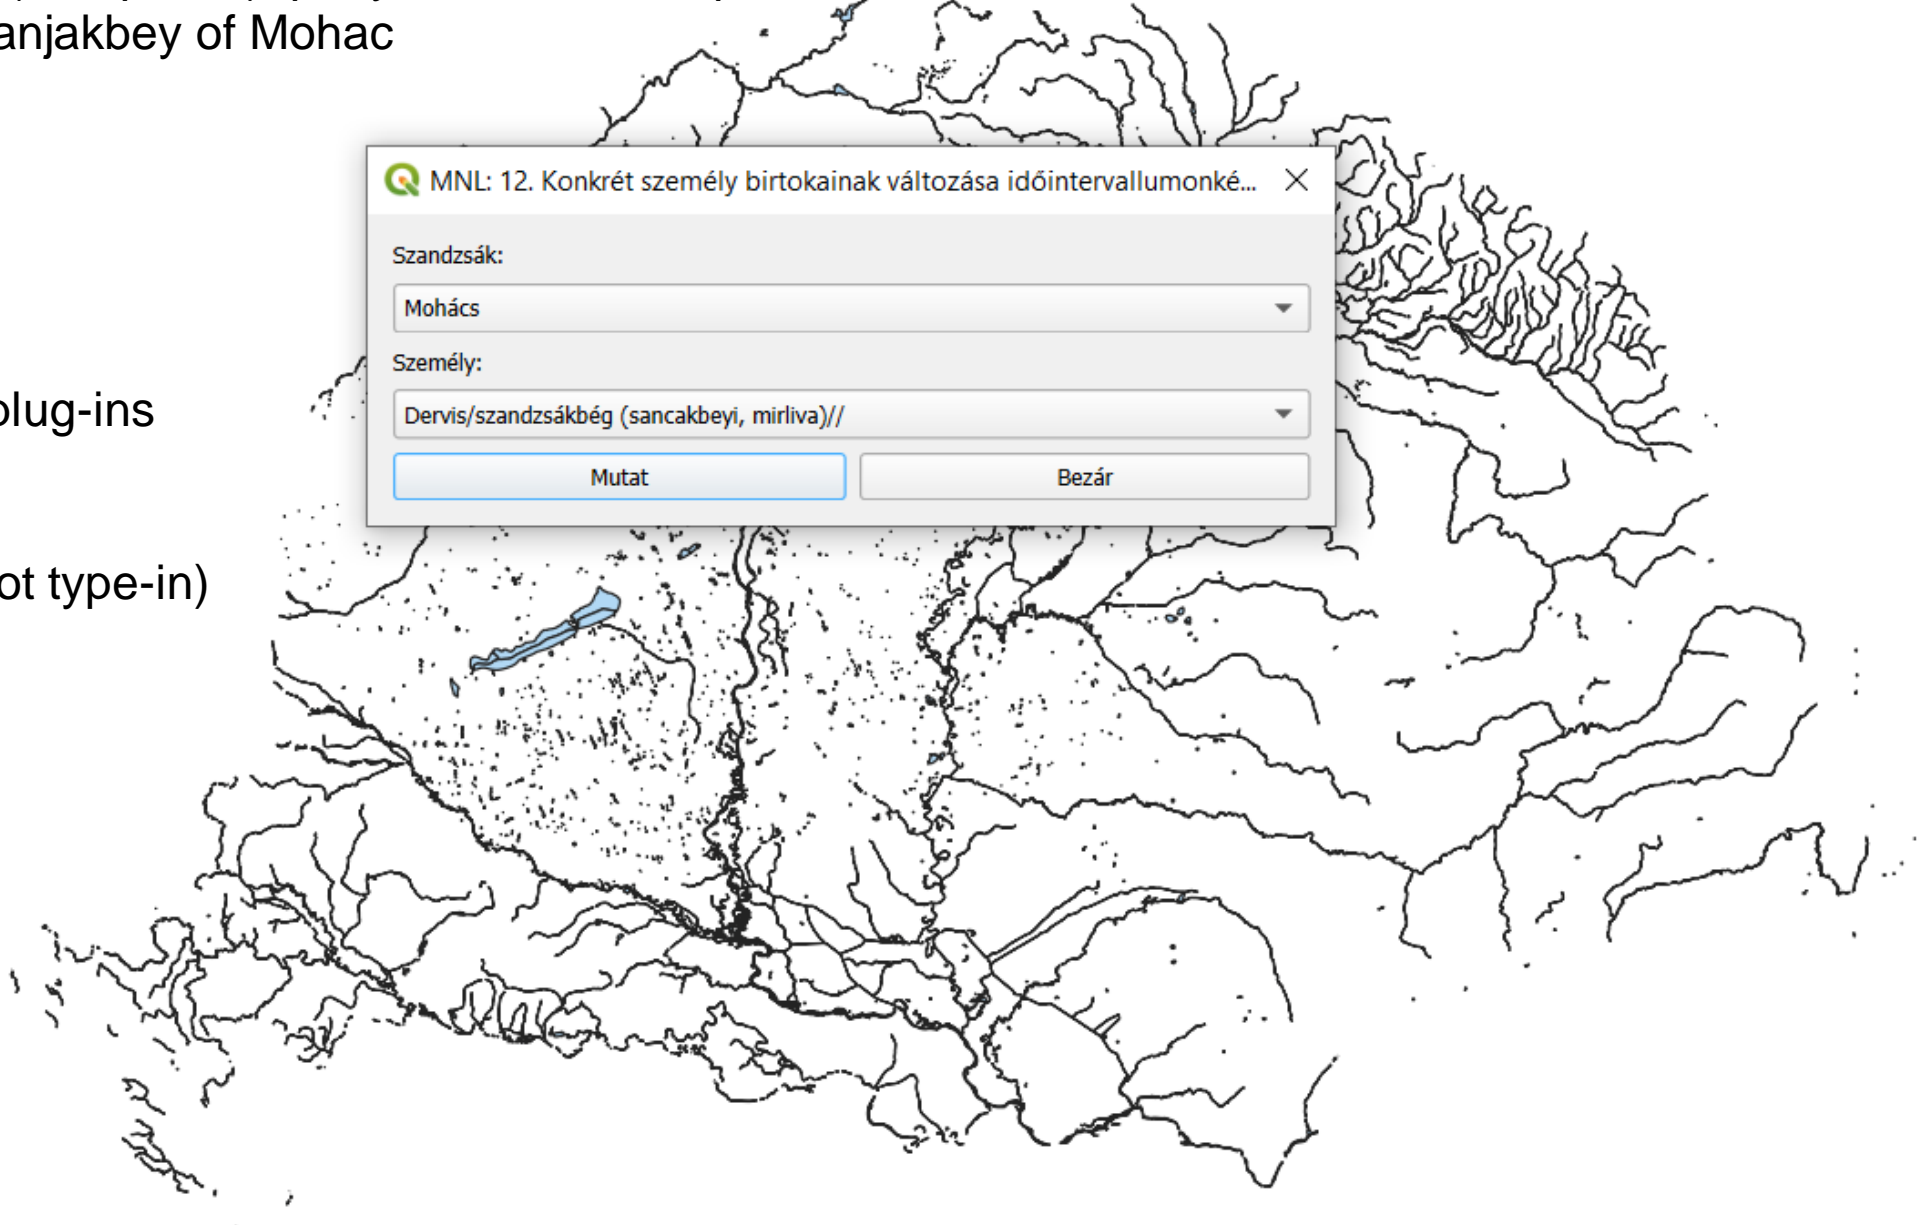 anjakbey of Mohac
MNL: 12. Konkrét személy birtokainak változása időintervallumonké...
Szandzsák:
Mohács
Személy:
Dervis/szandzsákbég (sancakbeyi, mirliva)//
Mutat
Bezár
plug-ins
ot type-in)